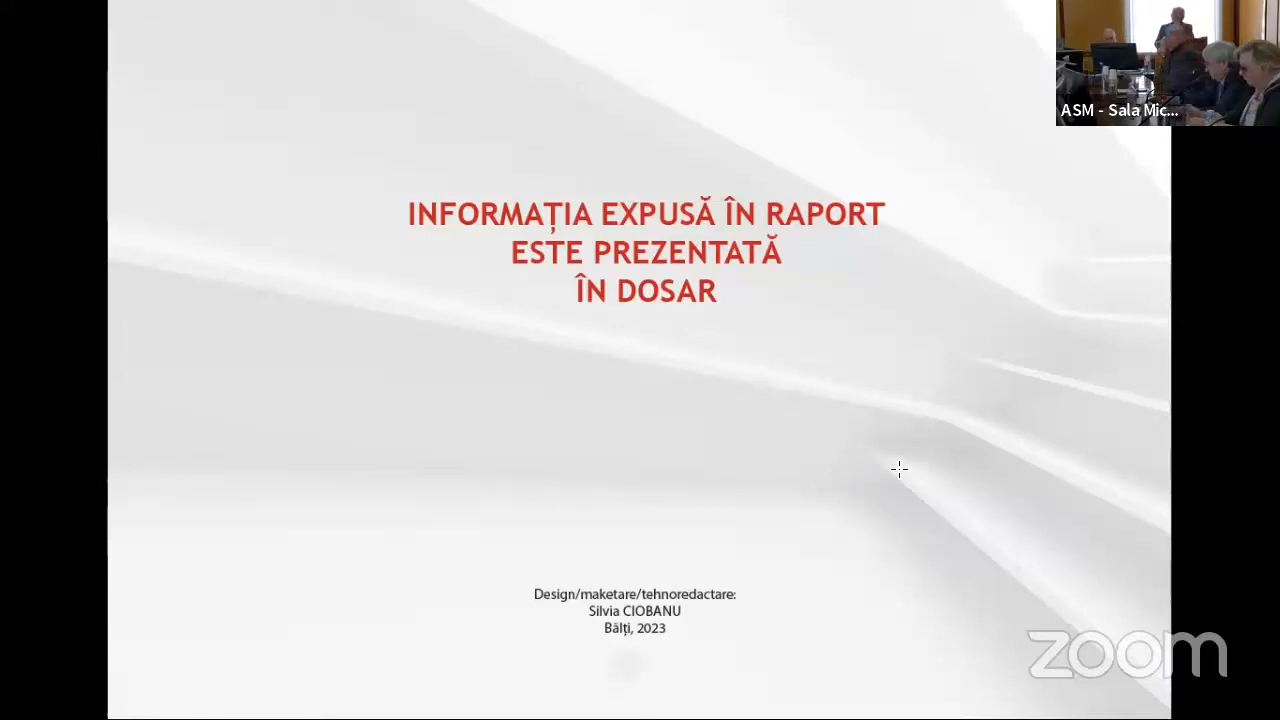 ASM - Sala Mic...
INFORMAȚIA EXPUSĂ ÎN RAPORT
ESTE PREZENTATĂ
ÎN DOSAR
Design/maketare/tehnoredactare:
Silvia CIOBANU
Bălți, 2023
zoom